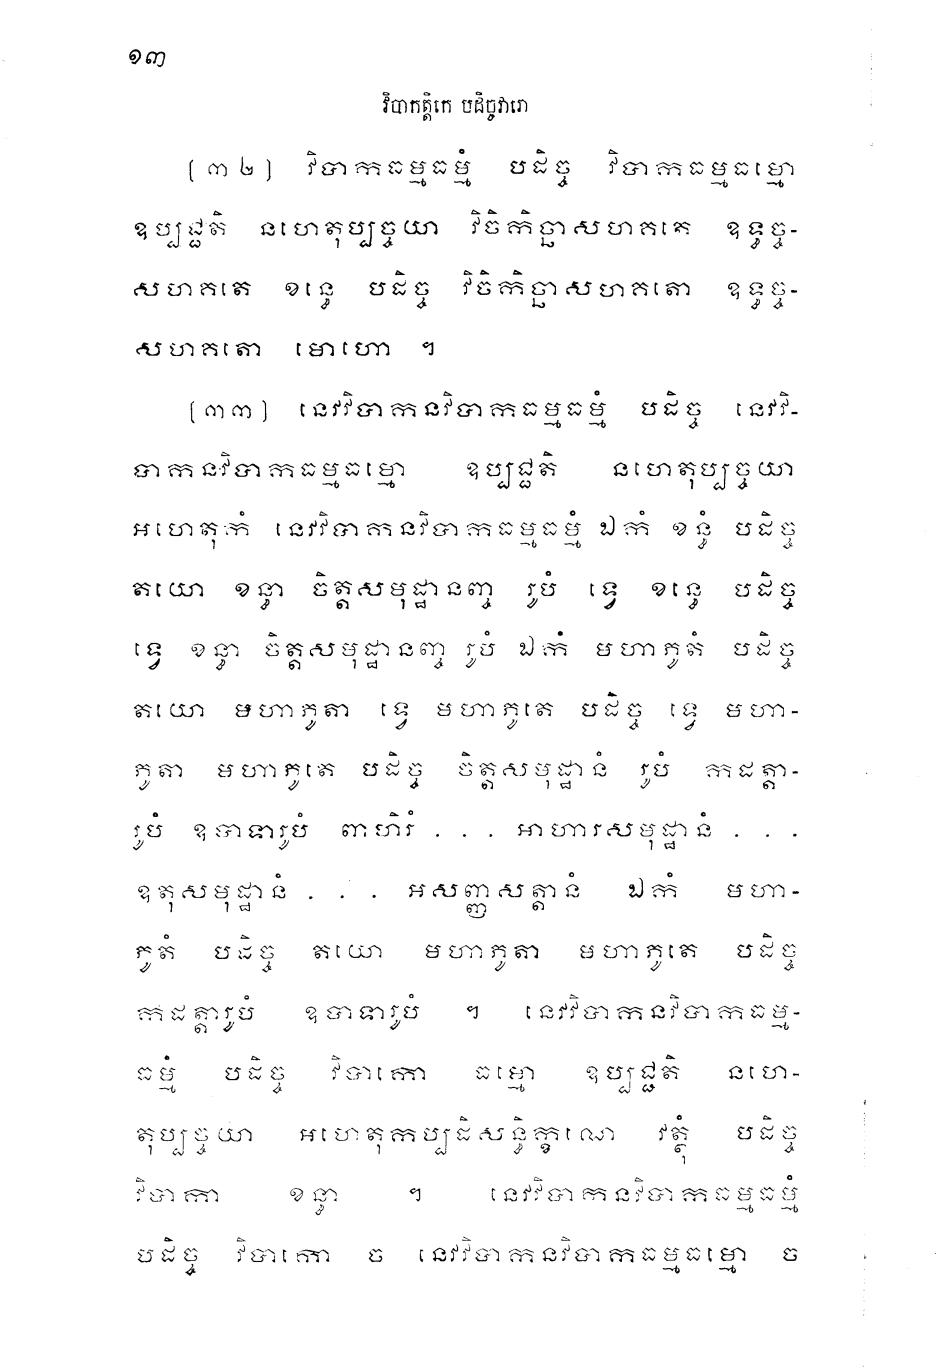 ១៣
វិបាកត្តិកេ បដិច្ចវារោ
(៣២) វិបាកធម្មធម្មំ បដិច្ច វិបាកធម្មធម្មោ
ឧប្បជ្ជតិ នហេតុប្បច្ចយា វិចិកិច្ឆាសហគតេ ឧទ្ធច្ច-
សហគតេ ខន្ធេ បដិច្ច វិចិកិច្ឆាសហគតោ ឧទ្ធច្ច-
សហគតោ មោហោ ។
(៣៣) នេវវិបាកនវិបាកធម្មធម្មំ បដិច្ច នេវវិ-
បាកនវិបាកធម្មធម្មោ ឧប្បជ្ជតិ នហេតុប្បច្ចយា
អហេតុកំ នេវវិបាកនវិបាកធម្មធម្មំ ឯកំ ខន្ធំ បដិច្ច
តយោ ខន្ធា ចិត្តសមុដ្ឋានញ្ច រូបំ ទ្វេ ខន្ធេ បដិច្ច
ទ្វេ ខន្ធា ចិត្តសមុដ្ឋានញ្ច រូបំ ឯកំ មហាភូតំ បដិច្ច
តយោ មហាភូតា ទ្វេ មហាភូតេ បដិច្ច ទ្វេ មហា-
ភូតា មហាភូតេ បដិច្ច ចិត្តសមុដ្ឋានំ រូបំ កដត្តា-
រូបំ ឧបាទារូបំ ពាហិរំ . . . អាហារសមុដ្ឋានំ . . .
ឧតុសមុដ្ឋានំ . . . អសញ្ញសត្តានំ ឯកំ មហា-
ភូតំ បដិច្ច តយោ មហាភូតា មហាភូតេ បដិច្ច
កដត្តារូបំ ឧបាទារូបំ ។ នេវវិបាកនវិបាកធម្ម-
ធម្មំ បដិច្ច វិបាកោ ធម្មោ ឧប្បជ្ជតិ នហេ-
តុប្បច្ចយា អហេតុកប្បដិសន្ធិក្ខណេ វត្ថុំ បដិច្ច
វិបាកា ខន្ធា ។ នេវវិបាកនវិបាកធម្មធម្មំ
បដិច្ច វិបាកោ ច នេវវិបាកនវិបាកធម្មធម្មោ ច